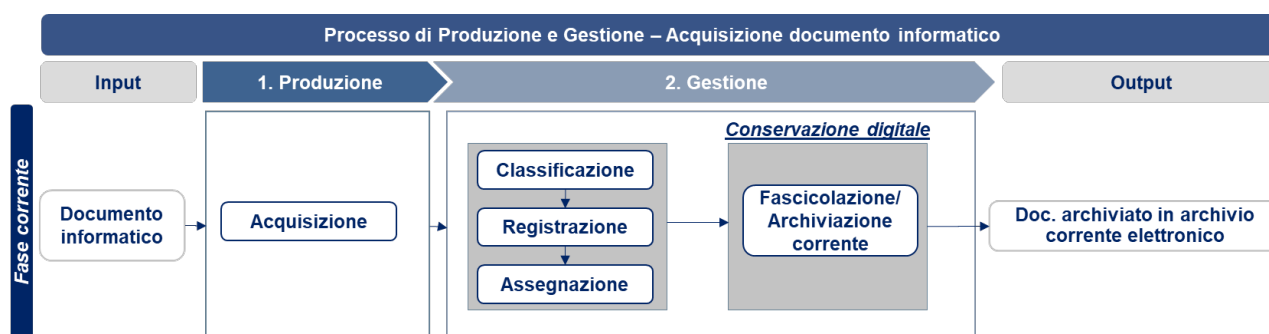 Processo di Produzione e Gestione – Acquisizione documento informatico
Input
1. Produzione
2. Gestione
Output
Fase corrente
Documento
informatico
Acquisizione
Classificazione
Registrazione
Assegnazione
Conservazione digitale
Fascicolazione/
Archiviazione
corrente
Doc. archiviato in archivio
corrente elettronico